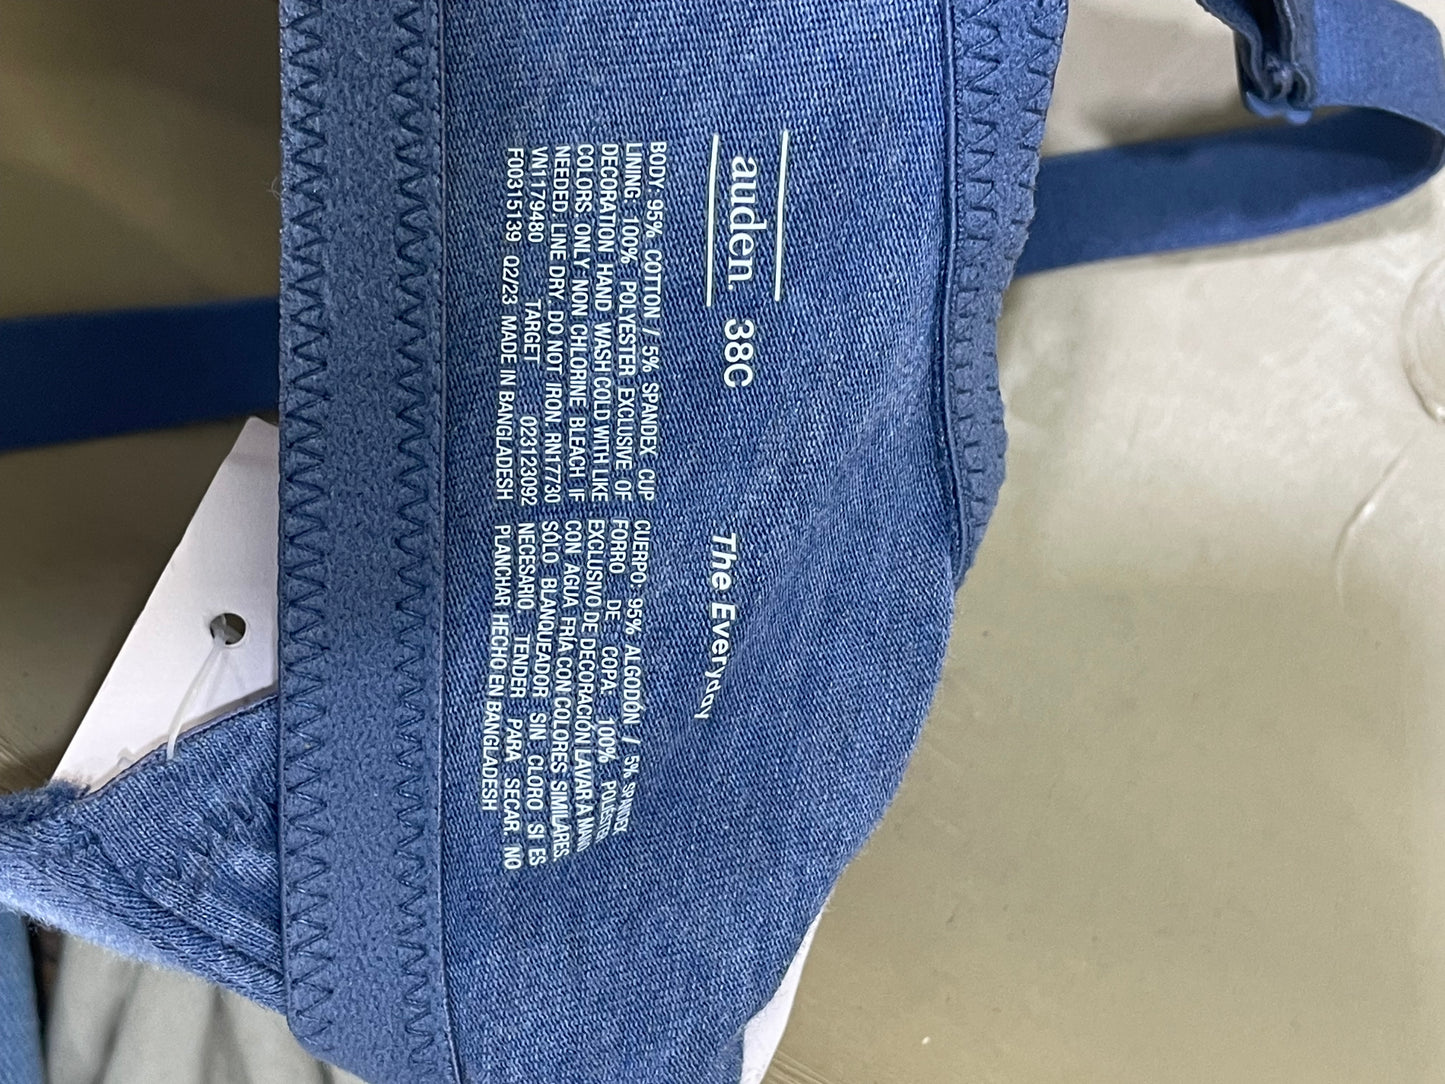 auden. 38C
The Everyday
BODY: 95% COTTON / 5% SPANDEX CUP
LINING: 100% POLYESTER EXCLUSIVE OF
DECORATION HAND WASH COLD WITH LIKE
COLORS. ONLY NON CHLORINE BLEACH IF
NEEDED. LINE DRY. DO NOT IRON. RN17730
VN1179480 TARGET 023123092
F00315139 Q2/23 MADE IN BANGLADESH
CUERPO: 95% ALGODÓN / 5% SPANDEX
FORRO DE COPA: 100% POLIÉSTER
EXCLUSIVO DE DECORACIÓN LAVAR A MANO
CON AGUA FRIA CON COLORES SIMILARES.
SÓLO BLANQUEADOR SIN CLORO SI ES
NECESARIO. TENDER PARA SECAR. NO
PLANCHAR HECHO EN BANGLADESH